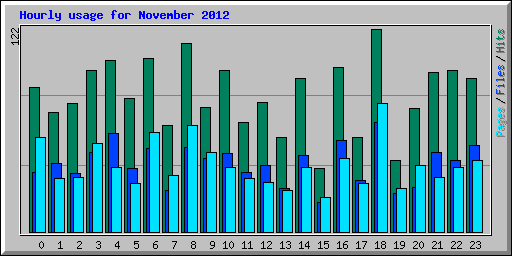 Hourly usage for November 2012
122
Pages/Files/Hits
0 1 2 3 4 5 6 7 8 9 10 11 12 13 14 15 16 17 18 19 20 21 22 23